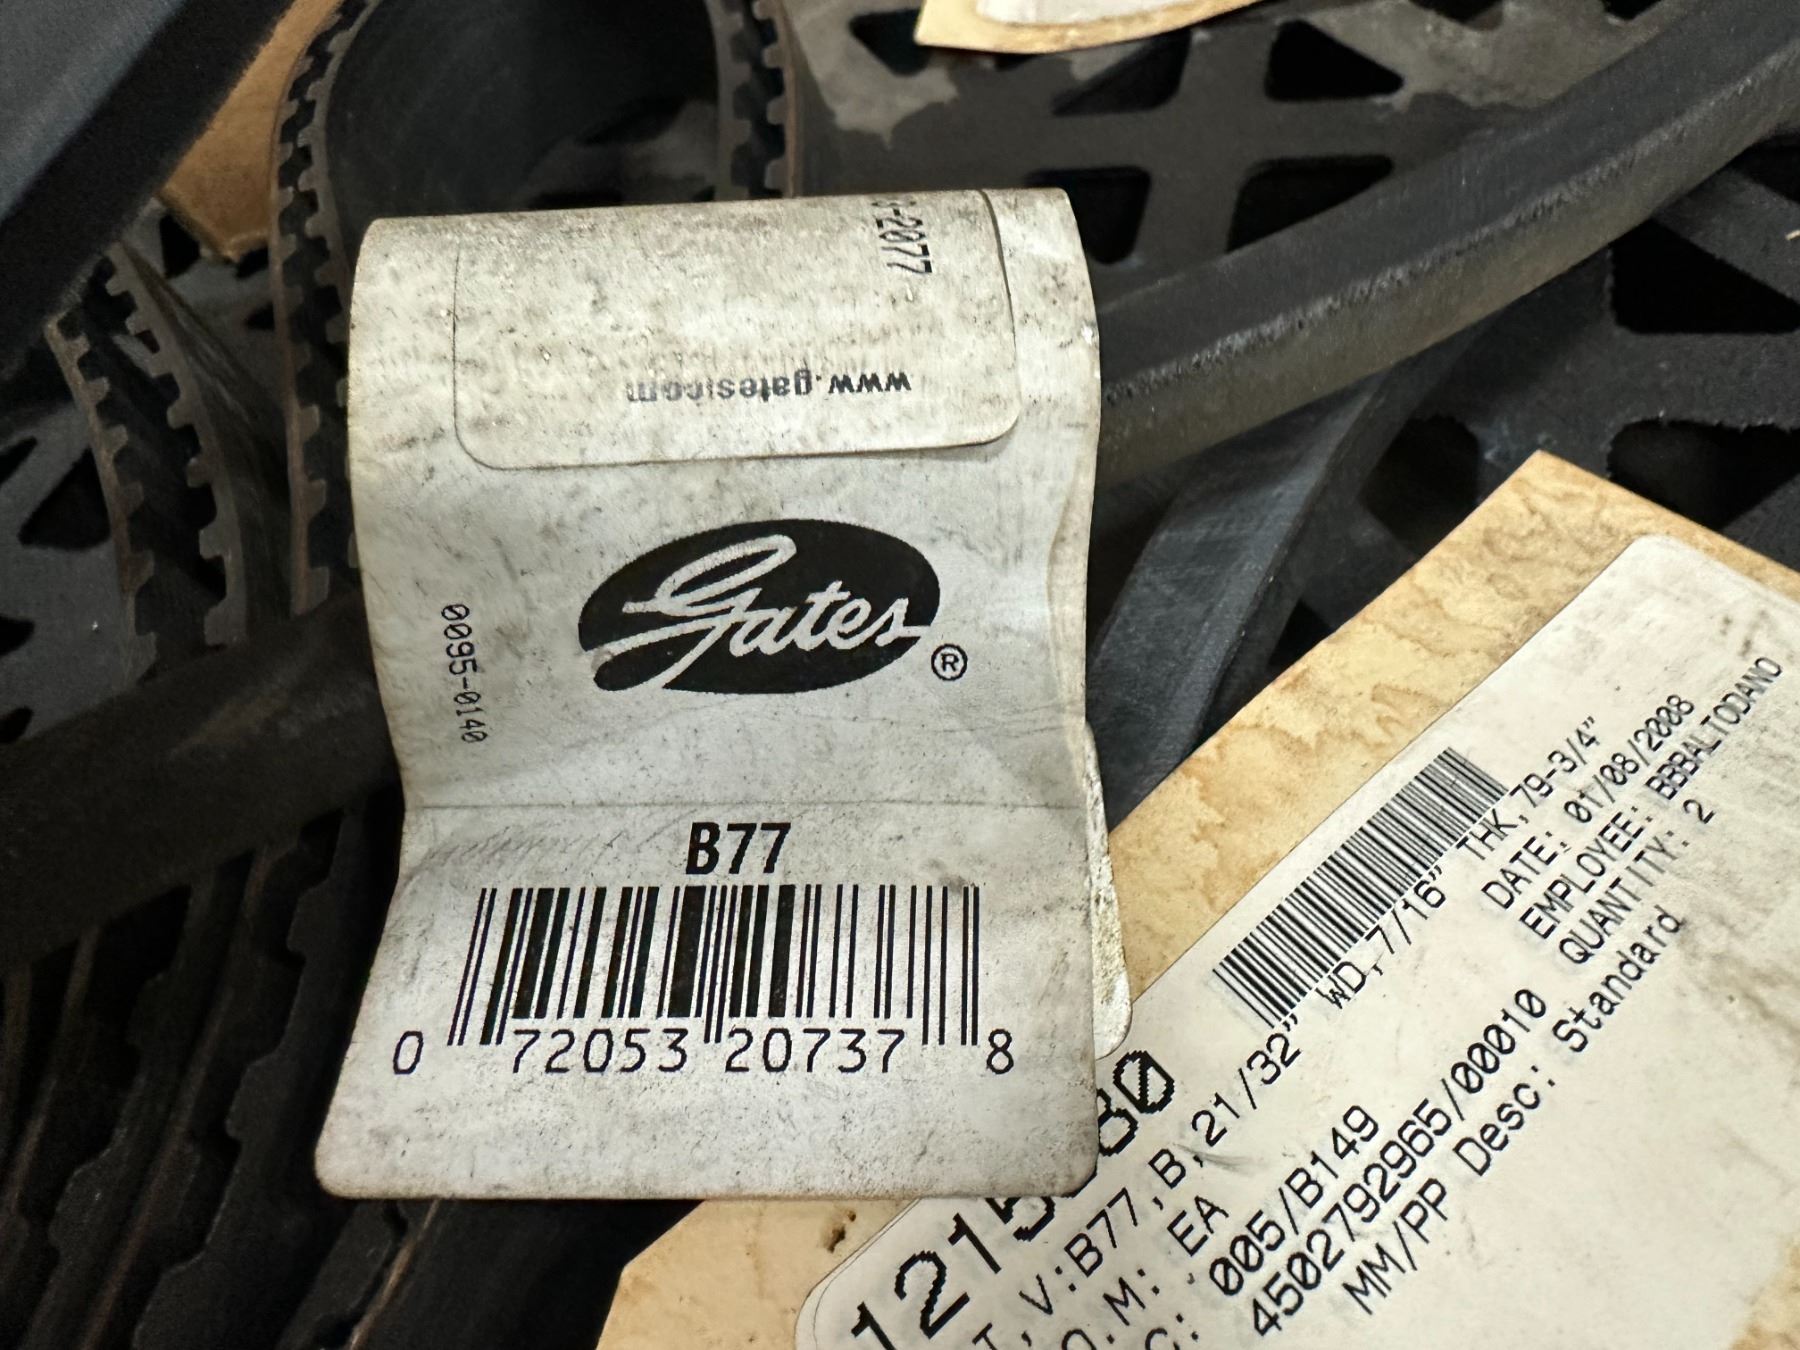 -2077
www.gates.com
Gates®
0095-0140
B77
0 72053 20737 8
V:B77,B, 21/32" WD,7/16" THK,79-3/4"
DATE: 01/08/2008
M: EA
EMPLOYEE: BBBALTODANO
005/B149
QUANTITY: 2
4502792965/00010
MM/PP Desc: Standard